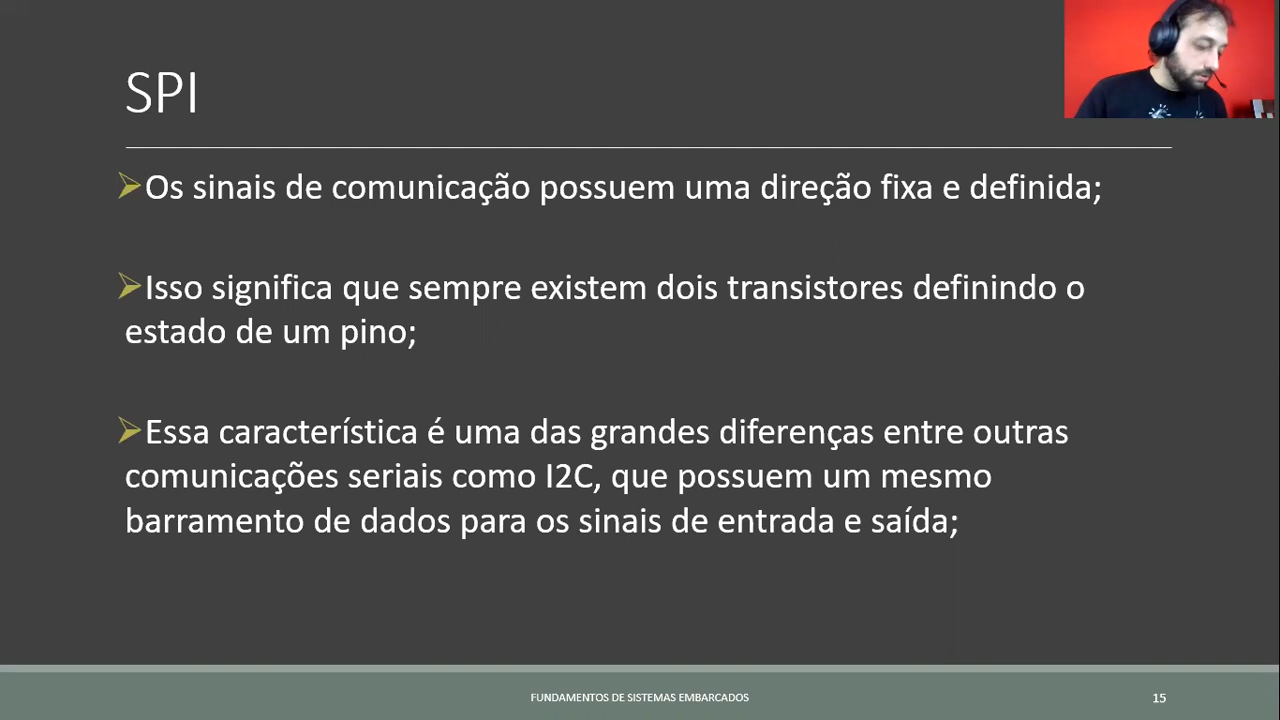 SPI
Os sinais de comunicação possuem uma direção fixa e definida;
Isso significa que sempre existem dois transistores definindo o
estado de um pino;
Essa característica é uma das grandes diferenças entre outras
comunicações seriais como I2C, que possuem um mesmo
barramento de dados para os sinais de entrada e saída;
FUNDAMENTOS DE SISTEMAS EMBARCADOS
15